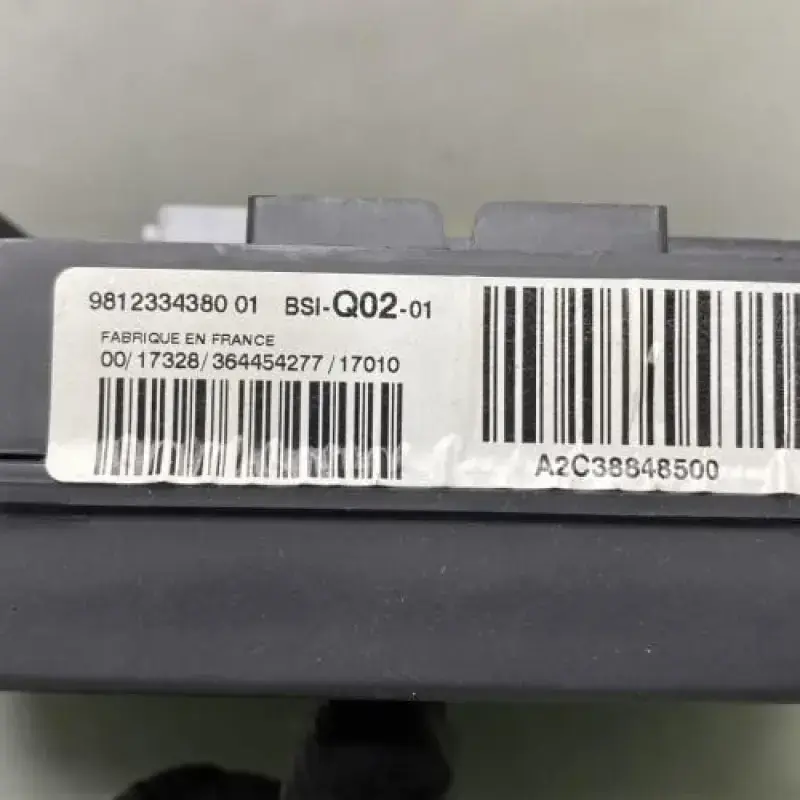 9812334380 01 BSI-Q02-01
FABRIQUE EN FRANCE
00/17328/364454277/17010
A2C38848500